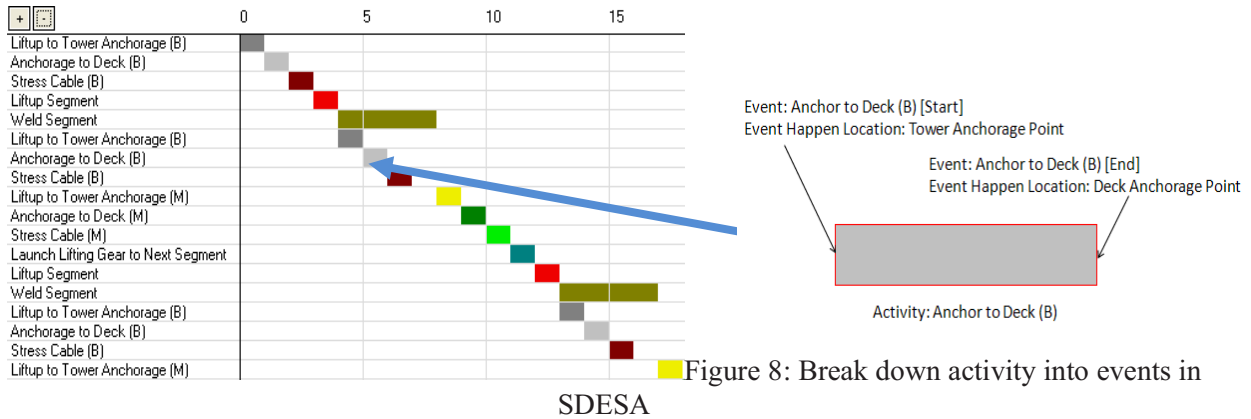 + -
0 5 10 15
Liftup to Tower Anchorage (B)
Anchorage to Deck (B)
Stress Cable (B)
Liftup Segment
Weld Segment
Liftup to Tower Anchorage (B)
Anchorage to Deck (B)
Stress Cable (B)
Liftup to Tower Anchorage (M)
Anchorage to Deck (M)
Stress Cable (M)
Launch Lifting Gear to Next Segment
Liftup Segment
Weld Segment
Liftup to Tower Anchorage (B)
Anchorage to Deck (B)
Stress Cable (B)
Liftup to Tower Anchorage (M)
Event: Anchor to Deck (B) [Start]
Event Happen Location: Tower Anchorage Point
Event: Anchor to Deck (B) [End]
Event Happen Location: Deck Anchorage Point
Activity: Anchor to Deck (B)
Figure 8: Break down activity into events in
SDESA